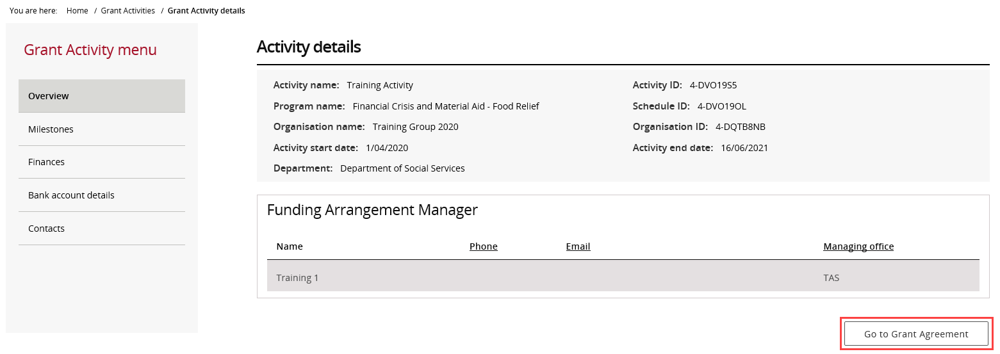 You are here: Home / Grant Activities / Grant Activity details
Grant Activity menu
Overview
Milestones
Finances
Bank account details
Contacts
Activity details
Activity name: Training Activity Activity ID: 4-DVO19S5
Program name: Financial Crisis and Material Aid - Food Relief Schedule ID: 4-DVO19OL
Organisation name: Training Group 2020 Organisation ID: 4-DQTB8NB
Activity start date: 1/04/2020 Activity end date: 16/06/2021
Department: Department of Social Services
Funding Arrangement Manager
Name Phone Email Managing office
Training 1 TAS
Go to Grant Agreement